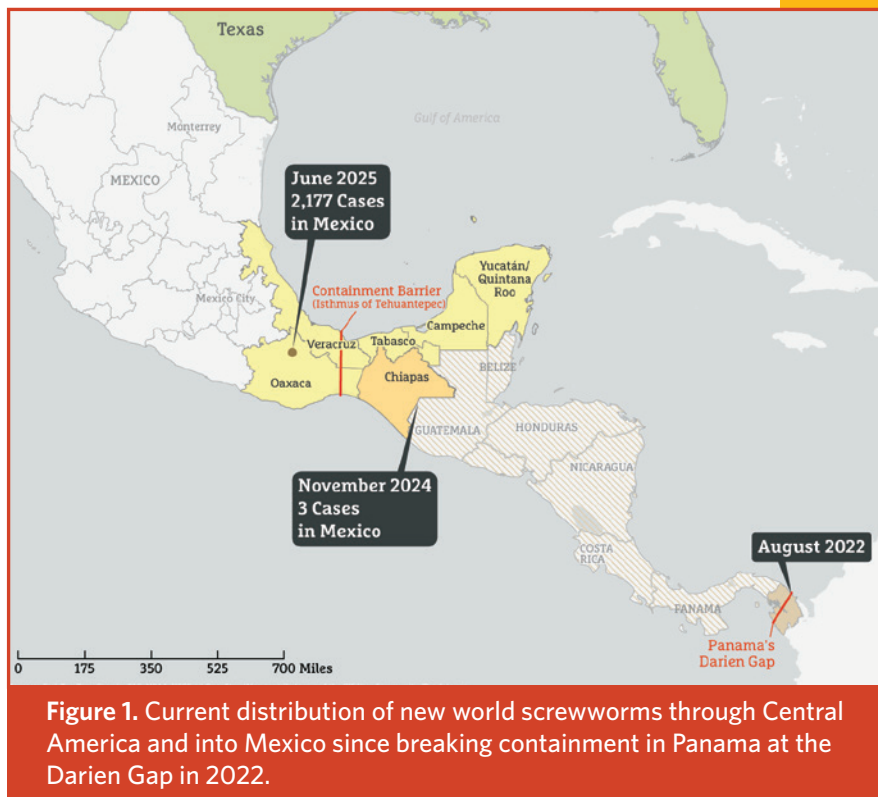 Texas
Gulf of America
Monterrey
MEXICO
June 2025
2,177 Cases
in Mexico
Mexico City
Containment Barrier
(Isthmus of Tehuantepec)
Yucatán/
Quintana
Roo
Campeche
Veracruz
Tabasco
Oaxaca
Chiapas
BELIZE
GUATEMALA
HONDURAS
NICARAGUA
November 2024
3 Cases
in Mexico
COSTA
RICA
August 2022
PANAMA
Panama's
Darien Gap
0 175 350 525 700 Miles
Figure 1. Current distribution of new world screwworms through Central
America and into Mexico since breaking containment in Panama at the
Darien Gap in 2022.